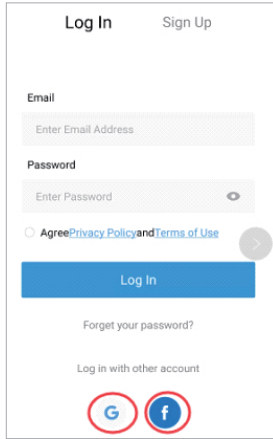 Log In Sign Up
Email
Enter Email Address
Password
Enter Password
AgreePrivacy PolicyandTerms of Use
Log In
Forget your password?
Log in with other account
G f